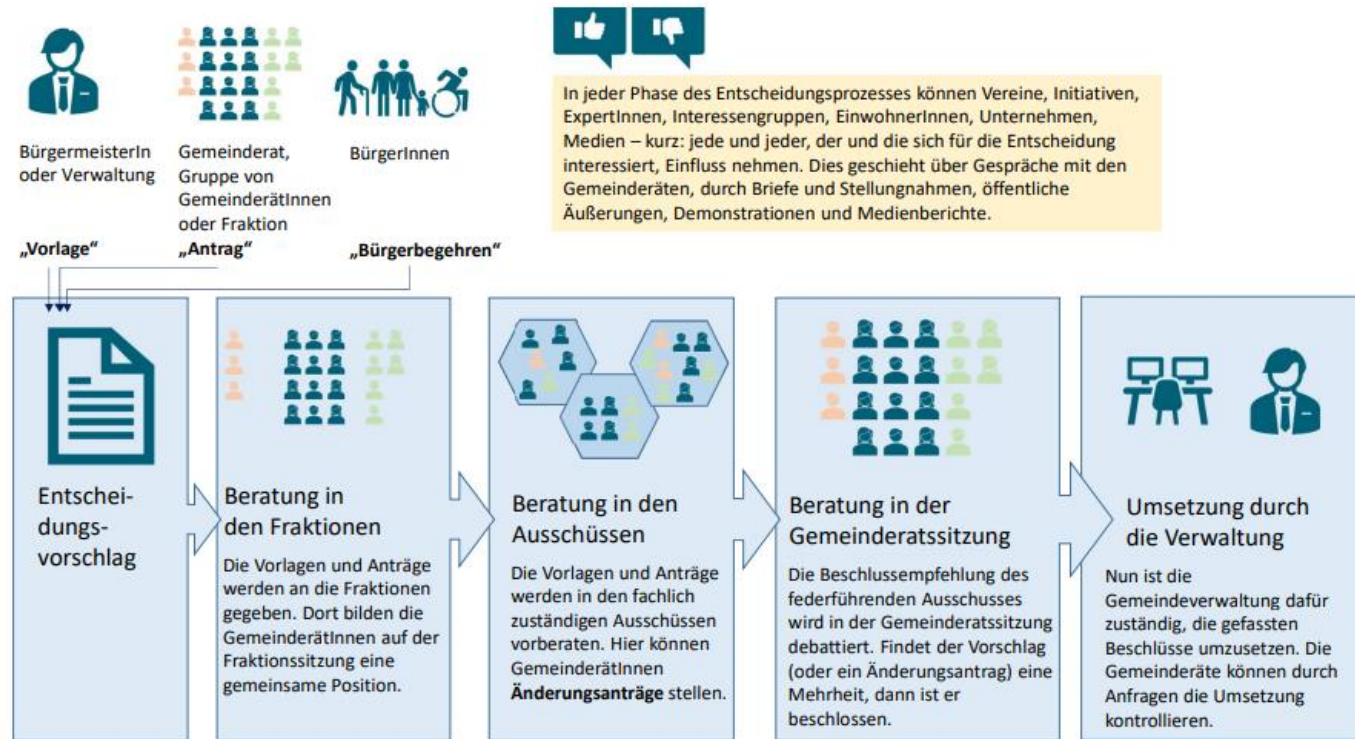 BürgermeisterIn
oder Verwaltung
„Vorlage“
Gemeinderat,
Gruppe von
GemeinderätInnen
oder Fraktion
„Antrag“
BürgerInnen
„Bürgerbegehren“
In jeder Phase des Entscheidungsprozesses können Vereine, Initiativen,
ExpertInnen, Interessengruppen, EinwohnerInnen, Unternehmen,
Medien – kurz: jede und jeder, der und die sich für die Entscheidung
interessiert, Einfluss nehmen. Dies geschieht über Gespräche mit den
Gemeinderäten, durch Briefe und Stellungnahmen, öffentliche
Äußerungen, Demonstrationen und Medienberichte.
Entschei-
dungs-
vorschlag
Beratung in
den Fraktionen
Die Vorlagen und Anträge
werden an die Fraktionen
gegeben. Dort bilden die
GemeinderätInnen auf der
Fraktionssitzung eine
gemeinsame Position.
Beratung in den
Ausschüssen
Die Vorlagen und Anträge
werden in den fachlich
zuständigen Ausschüssen
vorberaten. Hier können
GemeinderätInnen
Änderungsanträge stellen.
Beratung in der
Gemeinderatssitzung
Die Beschlussempfehlung des
federführenden Ausschusses
wird in der Gemeinderatssitzung
debattiert. Findet der Vorschlag
(oder ein Änderungsantrag) eine
Mehrheit, dann ist er
beschlossen.
Umsetzung durch
die Verwaltung
Nun ist die
Gemeindeverwaltung dafür
zuständig, die gefassten
Beschlüsse umzusetzen. Die
Gemeinderäte können durch
Anfragen die Umsetzung
kontrollieren.